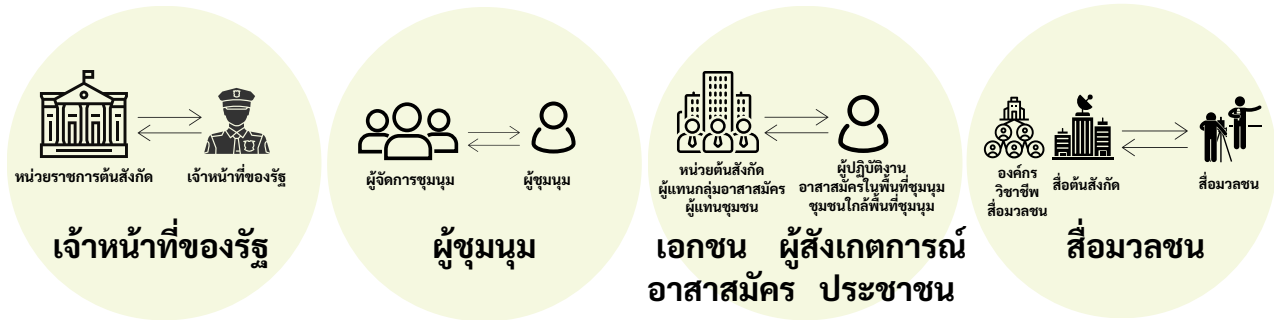 หน่วยราชการต้นสังกัด
เจ้าหน้าที่ของรัฐ
เจ้าหน้าที่ของรัฐ
ผู้จัดการชุมนุม
ผู้ชุมนุม
ผู้ชุมนุม
หน่วยต้นสังกัด
ผู้แทนกลุ่มอาสาสมัคร
ผู้แทนชุมชน
ผู้ปฏิบัติงาน
อาสาสมัครในพื้นที่ชุมนุม
ชุมชนใกล้พื้นที่ชุมนุม
เอกชน ผู้สังเกตการณ์
อาสาสมัคร ประชาชน
องค์กร
วิชาชีพ
สื่อมวลชน
สื่อต้นสังกัด
สื่อมวลชน
สื่อมวลชน